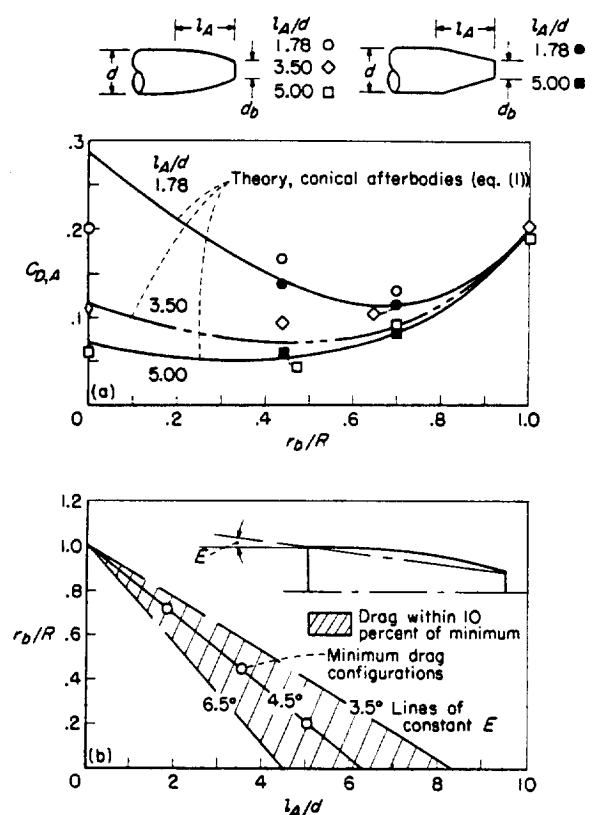 l_A l_A/d l_A l_A/d
1.78 ○ 1.78 ●
d 3.50 ◇ d
5.00 □ 5.00 ■
d_b d_b
.3
l_A/d
1.78 Theory, conical afterbodies (eq. (1))
.2
C_D,A
3.50
.1
5.00
(a)
0 .2 .4 .6 .8 1.0
r_b/R
1.2
1.0
E
.8
Drag within 10
percent of minimum
r_b/R .6
Minimum drag
configurations
.4
6.5° 4.5° 3.5° Lines of
constant E
.2
(b)
0 2 4 6 8 10
l_A/d